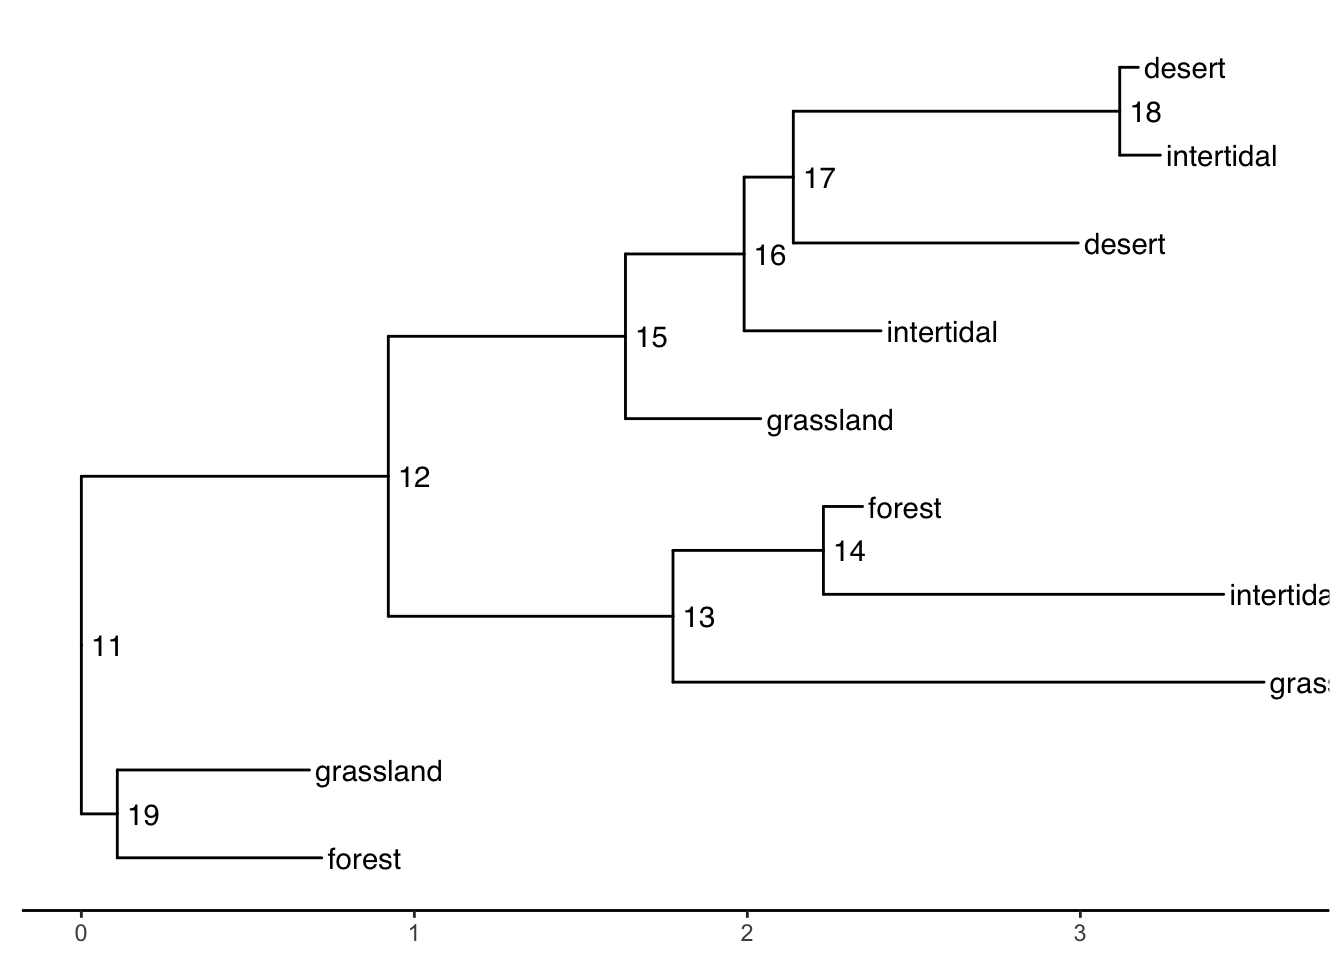 desert
18
intertidal
17
desert
16
intertidal
15
grassland
12
forest
14
intertida
13
gras
11
grassland
19
forest
0 1 2 3